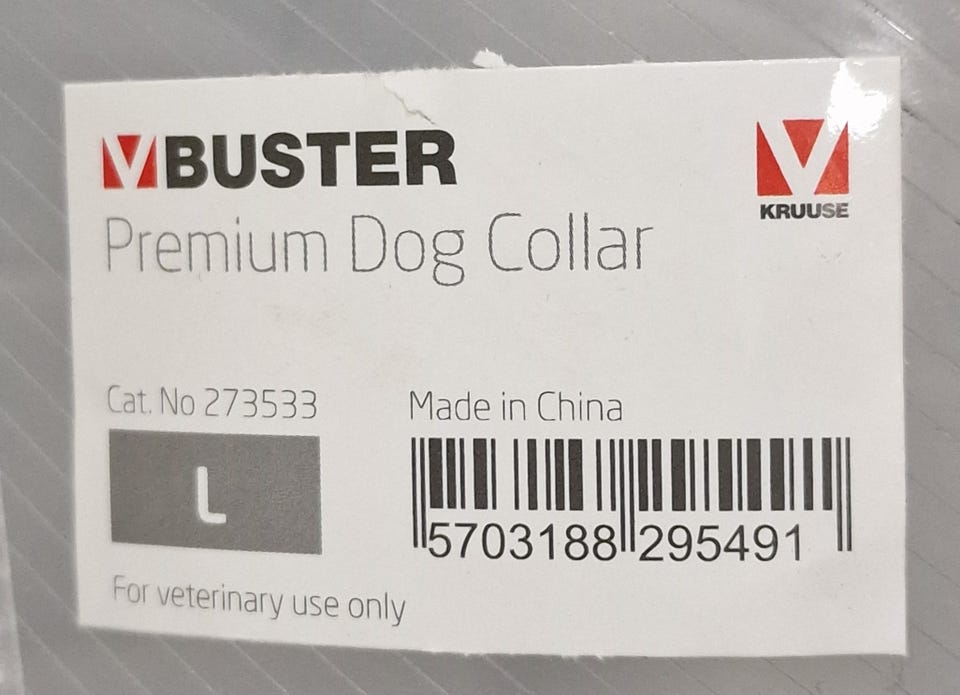 BUSTER
KRUUSE
Premium Dog Collar
Cat. No 273533
Made in China
L
5703188 295491
For veterinary use only